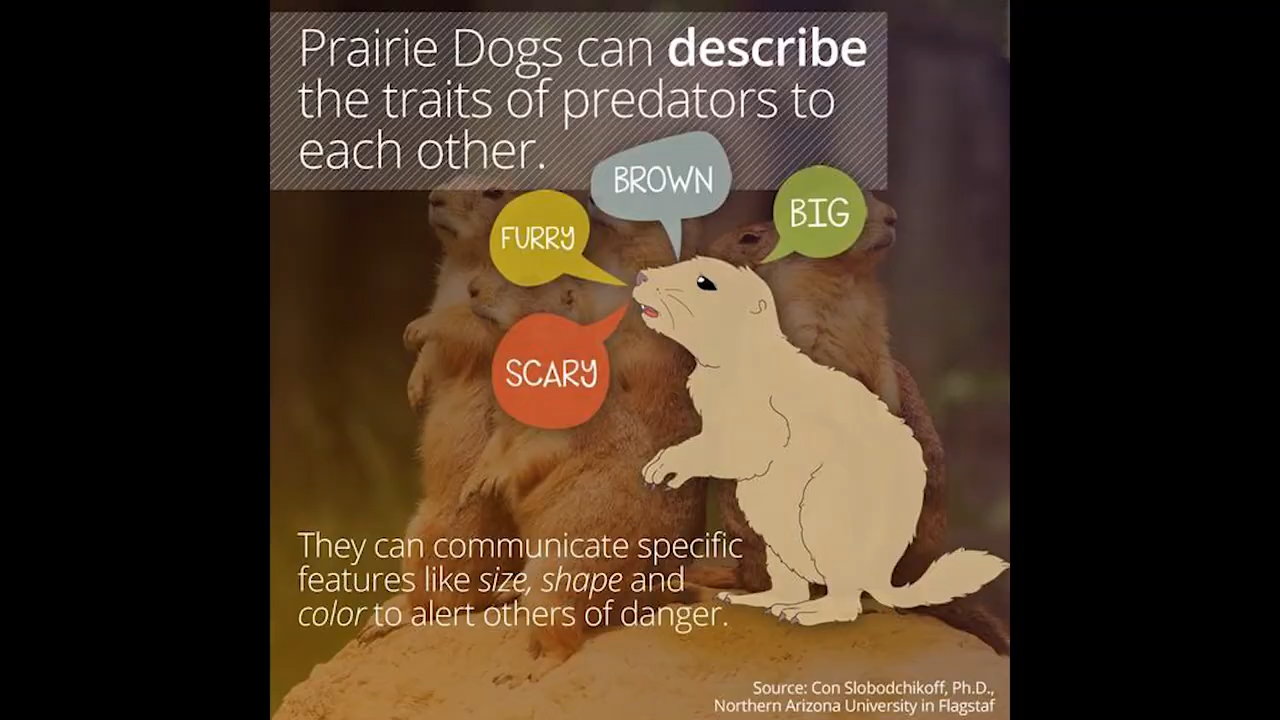 Prairie Dogs can describe
the traits of predators to
each other.
BROWN
BIG
FURRY
SCARY
They can communicate specific
features like size, shape and
color to alert others of danger.
Source: Con Slobodchikoff, Ph.D.,
Northern Arizona University in Flagstaf